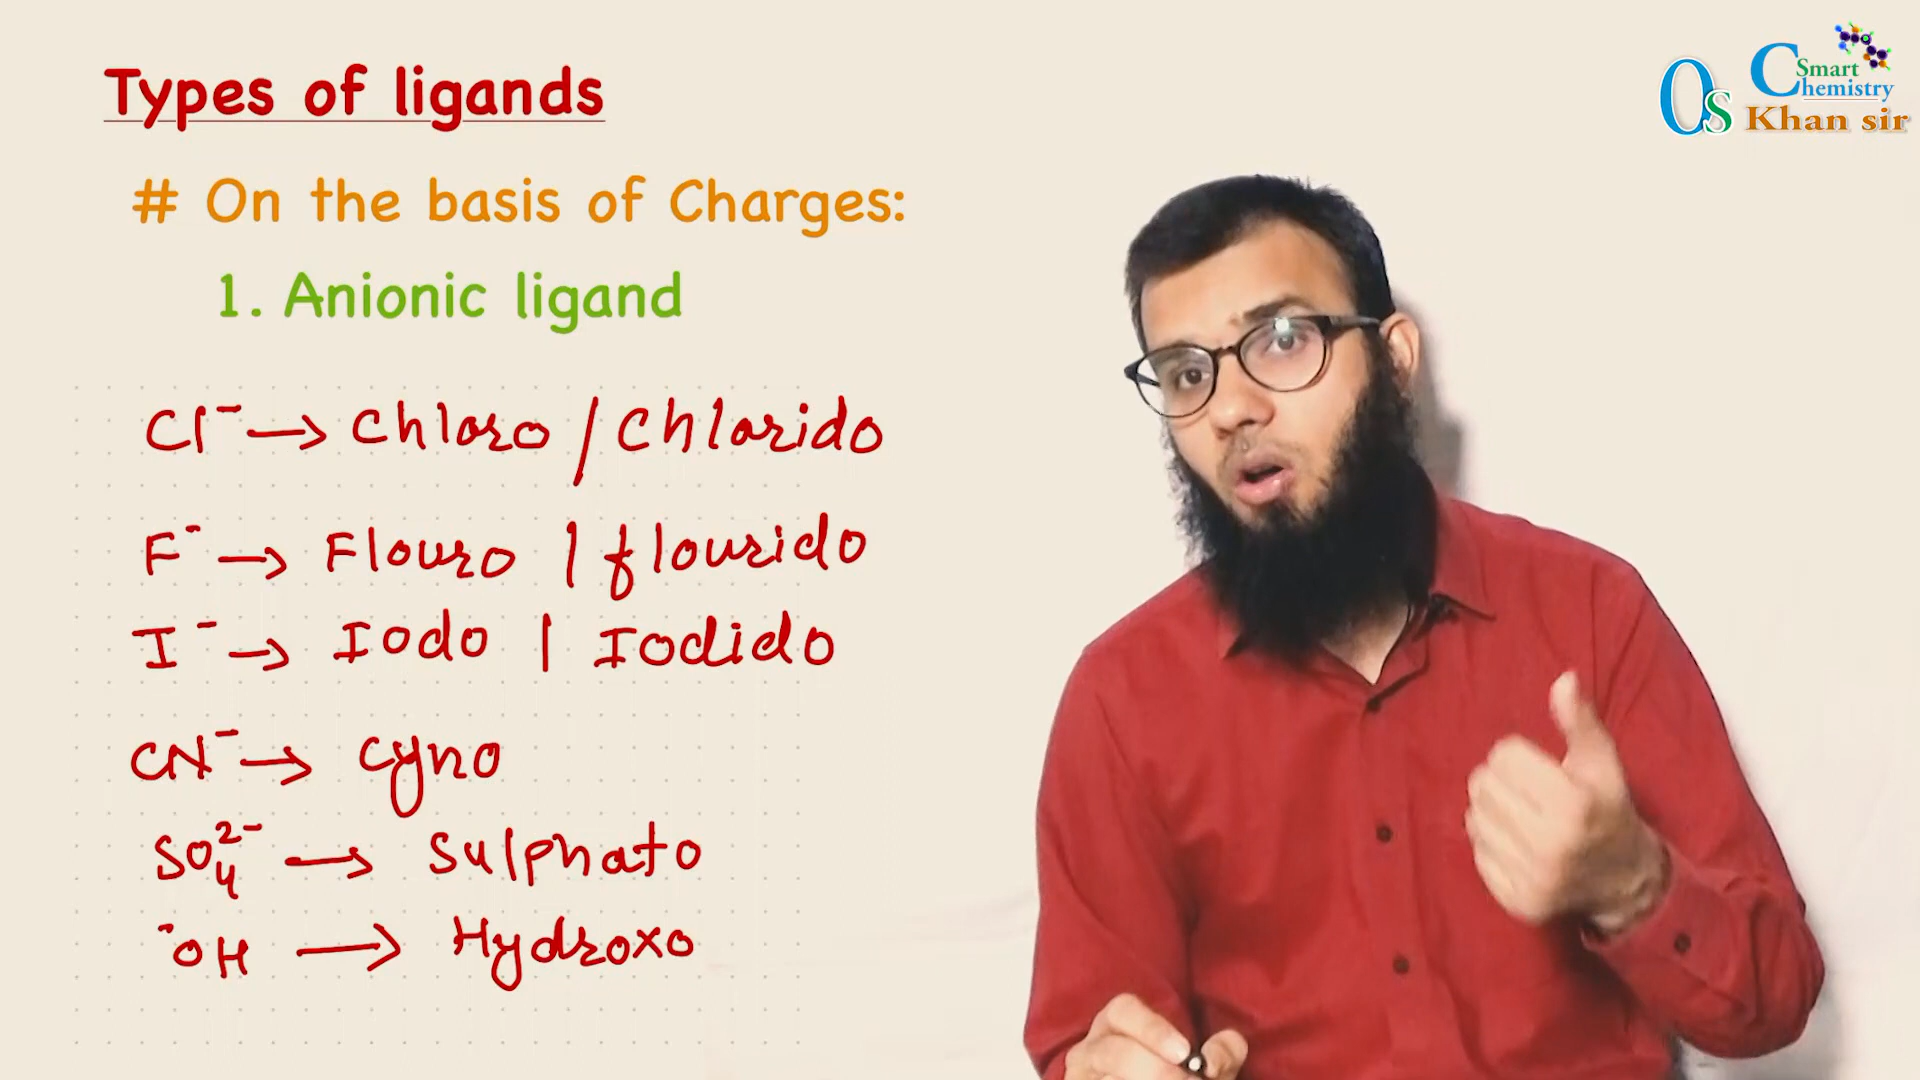 Types of ligands
# On the basis of Charges:
1. Anionic ligand
Cl⁻ → Chloro / Chlorido
F⁻ → Flouro | flourido
I⁻ → Iodo | Iodido
CN⁻ → Cyno
SO₄²⁻ → Sulphato
⁻OH → Hydroxo
Os Smart Chemistry
Khan sir